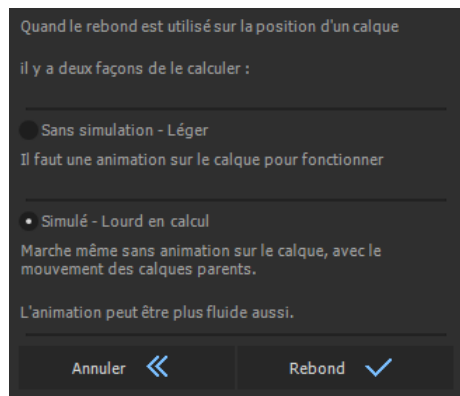 Quand le rebond est utilisé sur la position d'un calque
il y a deux façons de le calculer :
Sans simulation - Léger
Il faut une animation sur le calque pour fonctionner
Simulé - Lourd en calcul
Marche même sans animation sur le calque, avec le
mouvement des calques parents.
L'animation peut être plus fluide aussi.
Annuler
Rebond